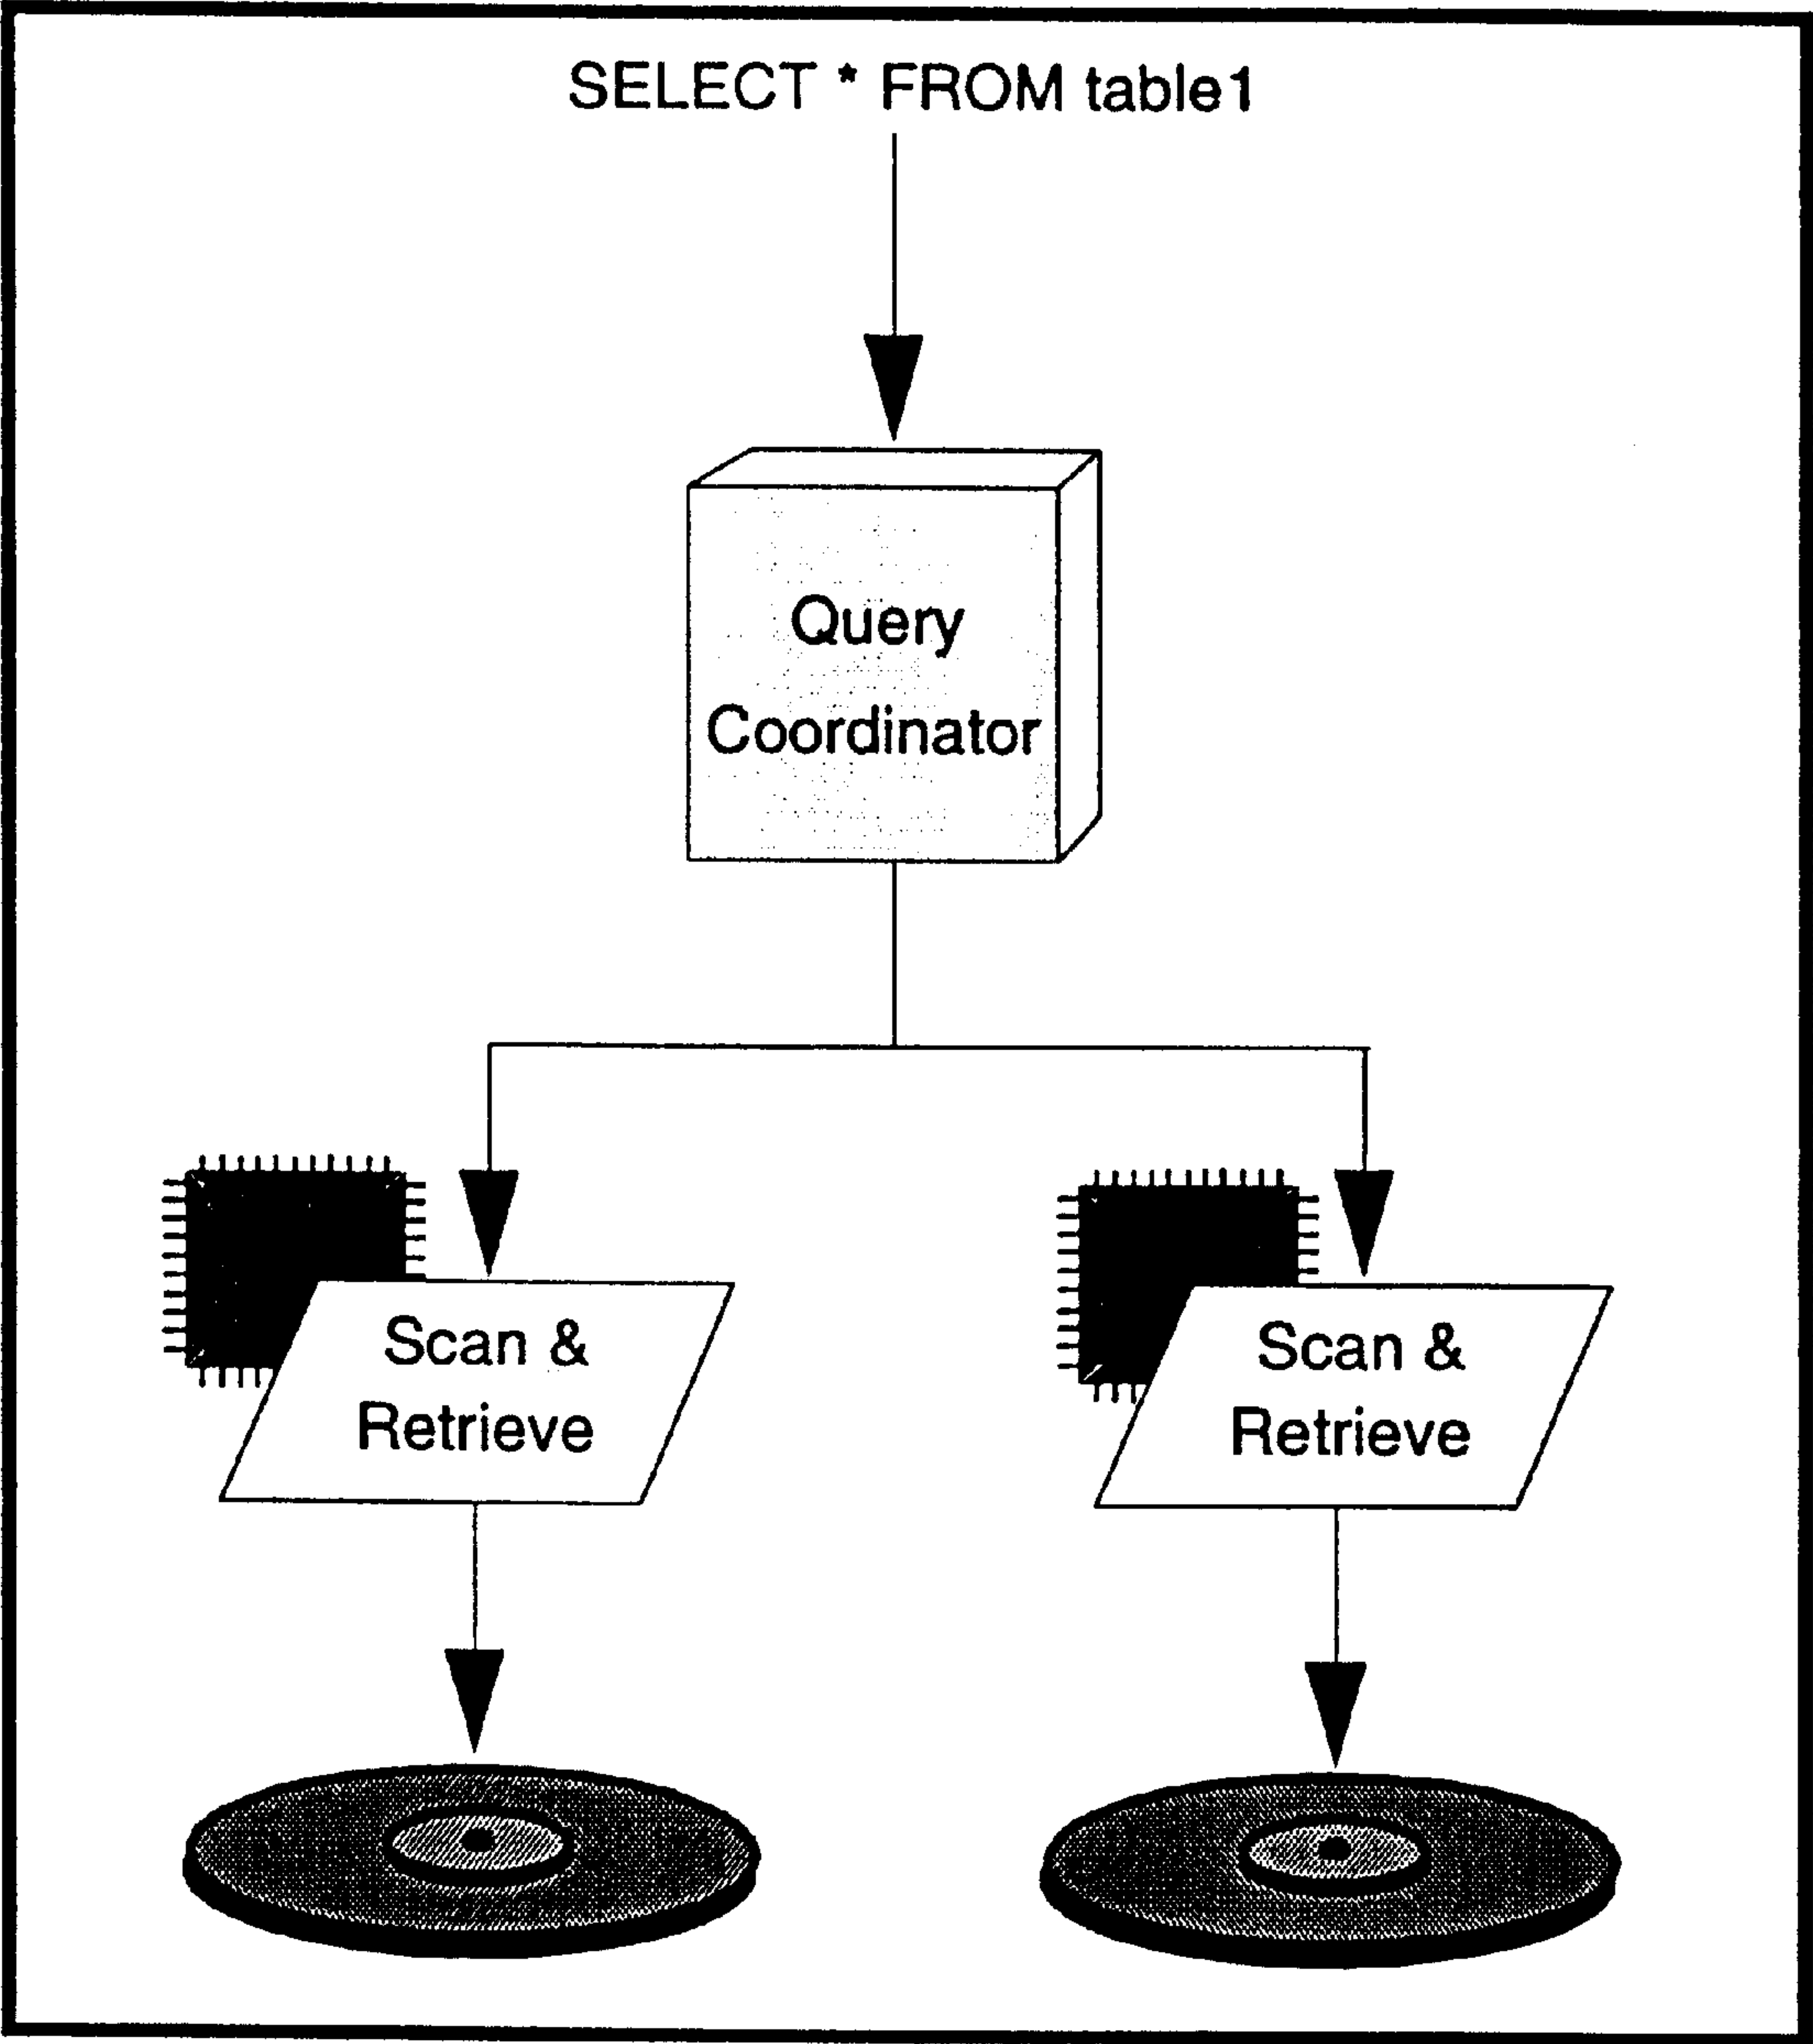 SELECT * FROM table1
Query
Coordinator
Scan &
Retrieve
Scan &
Retrieve